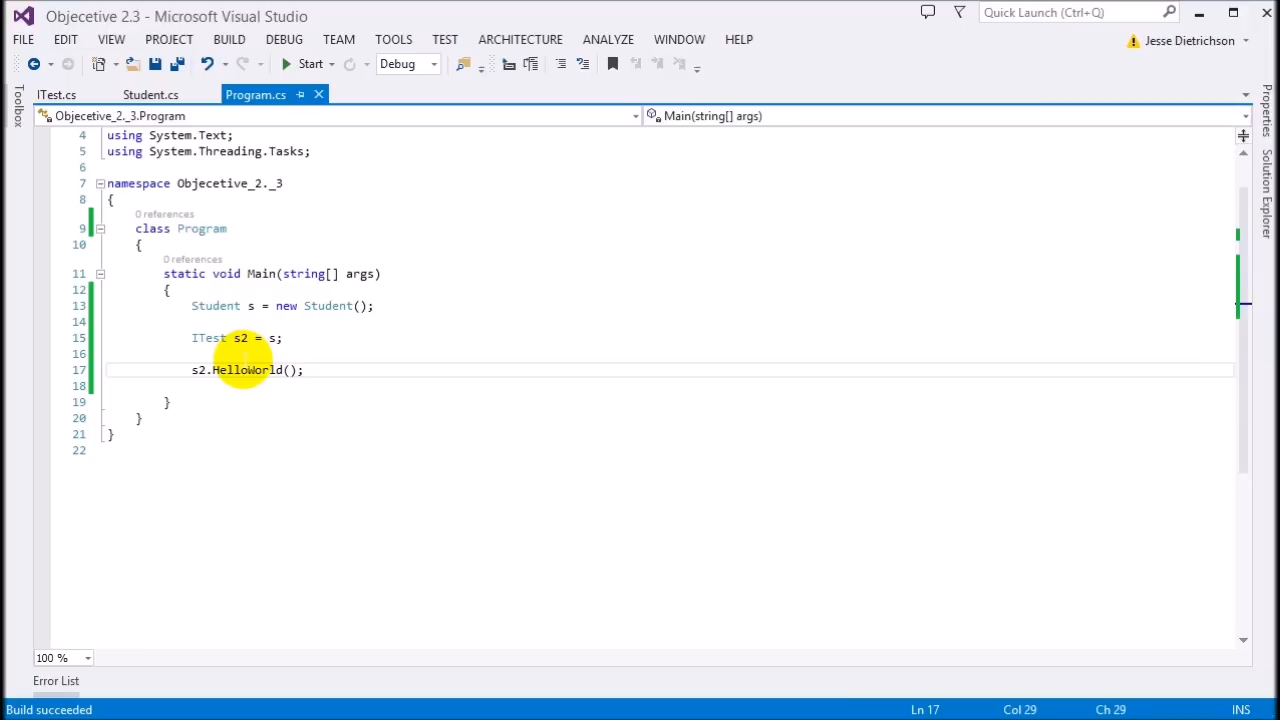 Objecetive 2.3 - Microsoft Visual Studio
Quick Launch (Ctrl+Q)
FILE EDIT VIEW PROJECT BUILD DEBUG TEAM TOOLS TEST ARCHITECTURE ANALYZE WINDOW HELP
Jesse Dietrichson
Start Debug
Toolbox
ITest.cs Student.cs Program.cs
Objecetive_2._3.Program Main(string[] args)
Properties
Solution Explorer
4 using System.Text;
5 using System.Threading.Tasks;
6
7 namespace Objecetive_2._3
8 {
0 references
9 class Program
10 {
0 references
11 static void Main(string[] args)
12 {
13 Student s = new Student();
14
15 ITest s2 = s;
16
17 s2.HelloWorld();
18
19 }
20 }
21 }
22
100 %
Error List
Build succeeded Ln 17 Col 29 Ch 29 INS